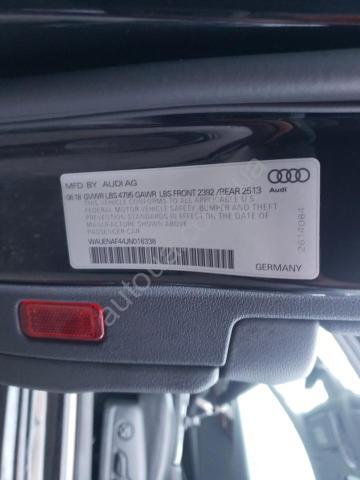 MFD BY AUDI AG
06.18 GVWR LBS 4795 GAWR LBS FRONT 2392 /REAR 2513
THIS VEHICLE CONFORMS TO ALL APPLICABLE U.S.
FEDERAL MOTOR VEHICLE SAFETY, BUMPER AND
THEFT PREVENTION STANDARDS IN EFFECT ON THE
DATE OF MANUFACTURE SHOWN ABOVE
PASSENGER CAR
WAUENAF44JN016338
Audi
2614084
GERMANY